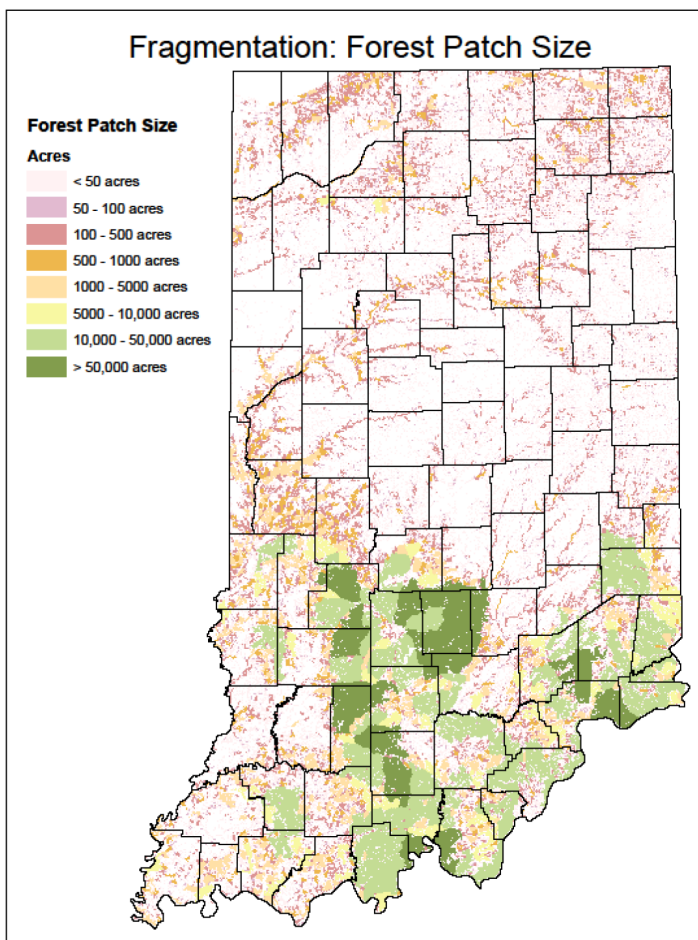 Fragmentation: Forest Patch Size
Forest Patch Size
Acres
< 50 acres
50 - 100 acres
100 - 500 acres
500 - 1000 acres
1000 - 5000 acres
5000 - 10,000 acres
10,000 - 50,000 acres
> 50,000 acres